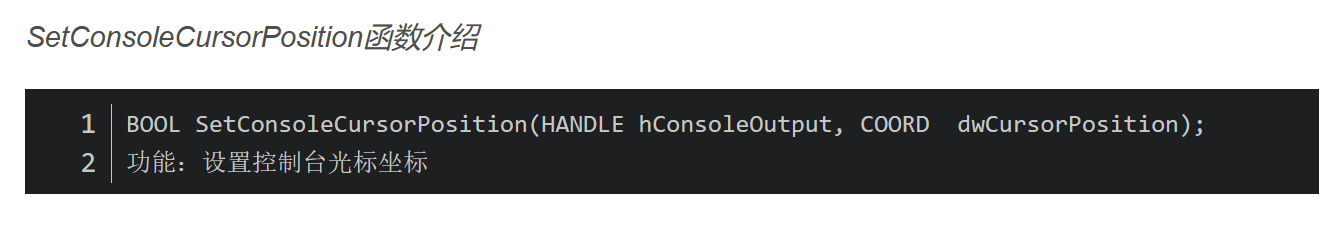 SetConsoleCursorPosition函数介绍
1 BOOL SetConsoleCursorPosition(HANDLE hConsoleOutput, COORD  dwCursorPosition);
2 功能：设置控制台光标坐标